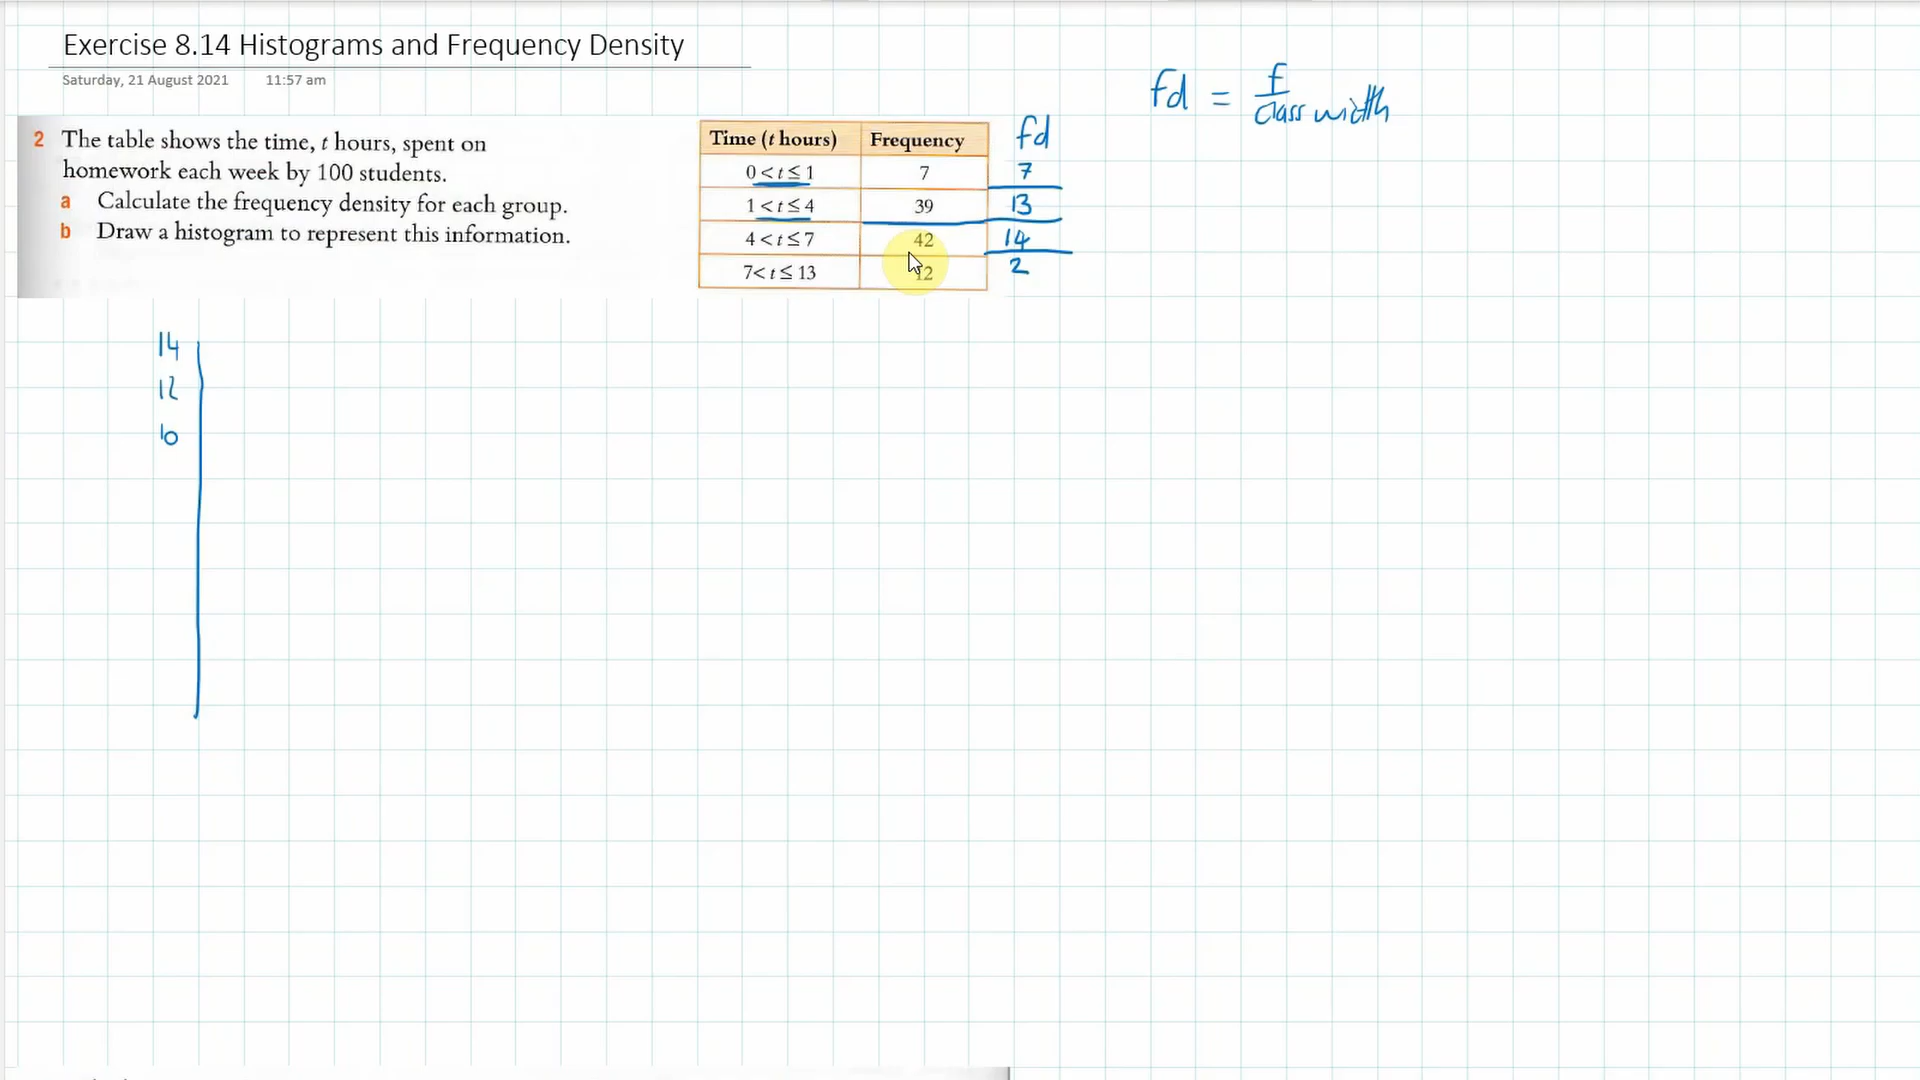 Exercise 8.14 Histograms and Frequency Density
Saturday, 21 August 2021 11:57 am
fd = f / class width
2 The table shows the time, t hours, spent on
homework each week by 100 students.
a Calculate the frequency density for each group.
b Draw a histogram to represent this information.
Time (t hours) Frequency fd
0 < t ≤ 1 7 7
1 < t ≤ 4 39 13
4 < t ≤ 7 42 14
7 < t ≤ 13 12 2
14
12
10